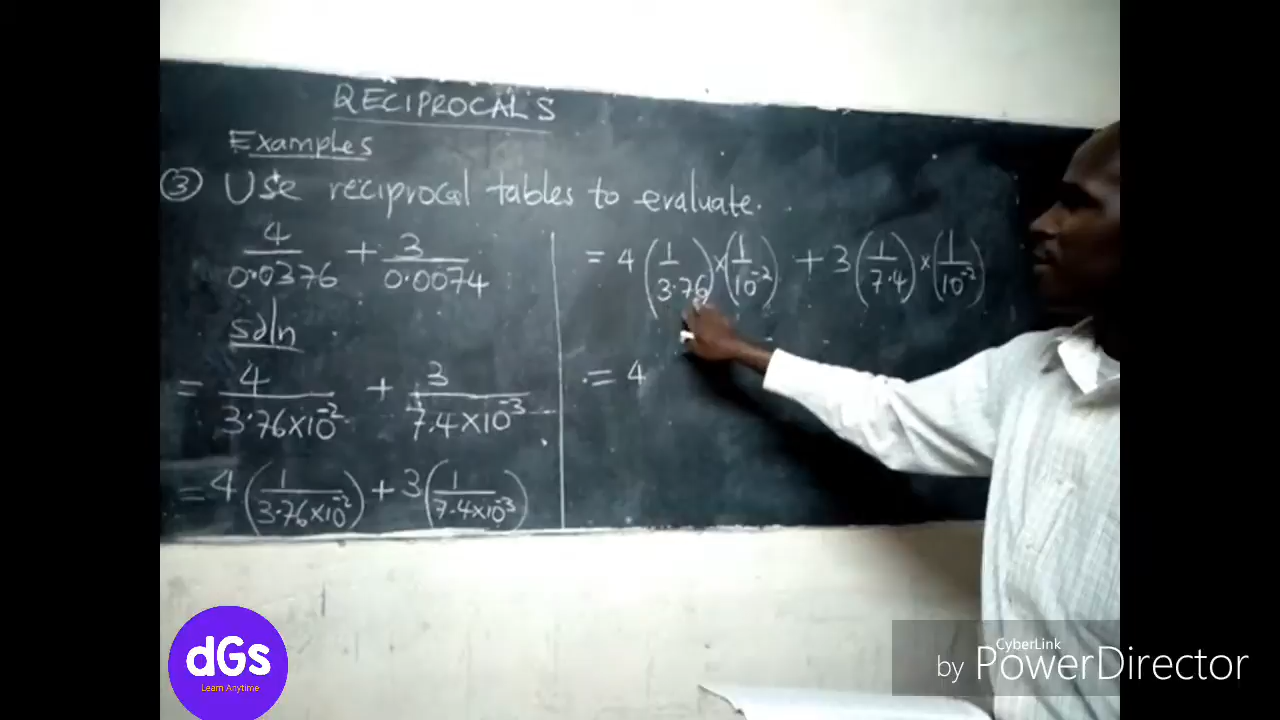 RECIPROCALS
Examples
③ Use reciprocal tables to evaluate.
4/0.0376 + 3/0.0074
soln
= 4/(3.76×10⁻²) + 3/(7.4×10⁻³)
= 4(1/(3.76×10⁻²)) + 3(1/(7.4×10⁻³))
= 4(1/3.76)×(1/10⁻²) + 3(1/7.4)×(1/10⁻²)
.= 4
dGs
Learn Anytime
CyberLink
by PowerDirector